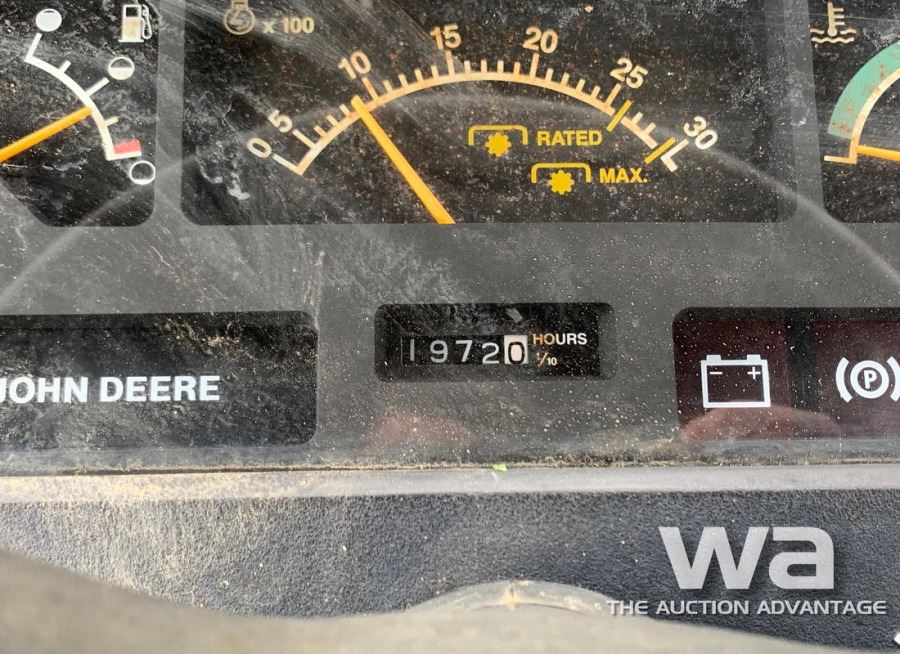 x 100
0 5 10 15 20 25 30
RATED
MAX.
19720 HOURS
1/10
JOHN DEERE
- +
(P)
wa
THE AUCTION ADVANTAGE